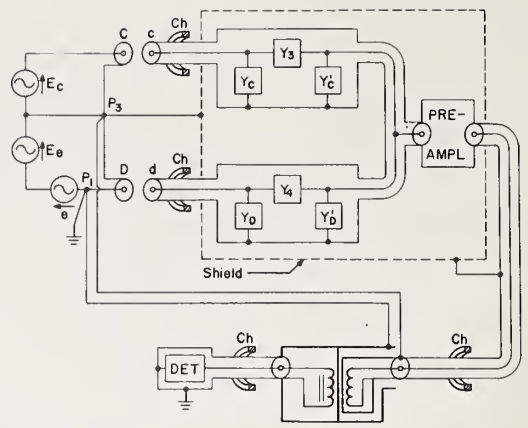 C
c
Ch
Y3
YC
Y'C
EC
P3
Ee
PRE-
AMPL
P1
D
d
Ch
Y4
YD
Y'D
e
Shield
Ch
Ch
DET